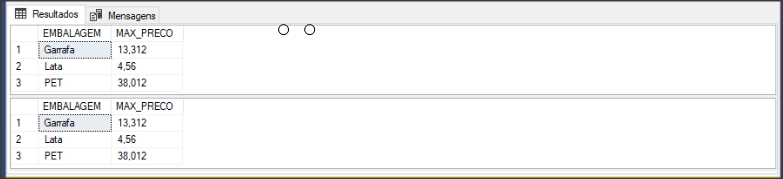 Resultados Mensagens
EMBALAGEM MAX_PRECO
1 Garrafa 13,312
2 Lata 4,56
3 PET 38,012
EMBALAGEM MAX_PRECO
1 Garrafa 13,312
2 Lata 4,56
3 PET 38,012